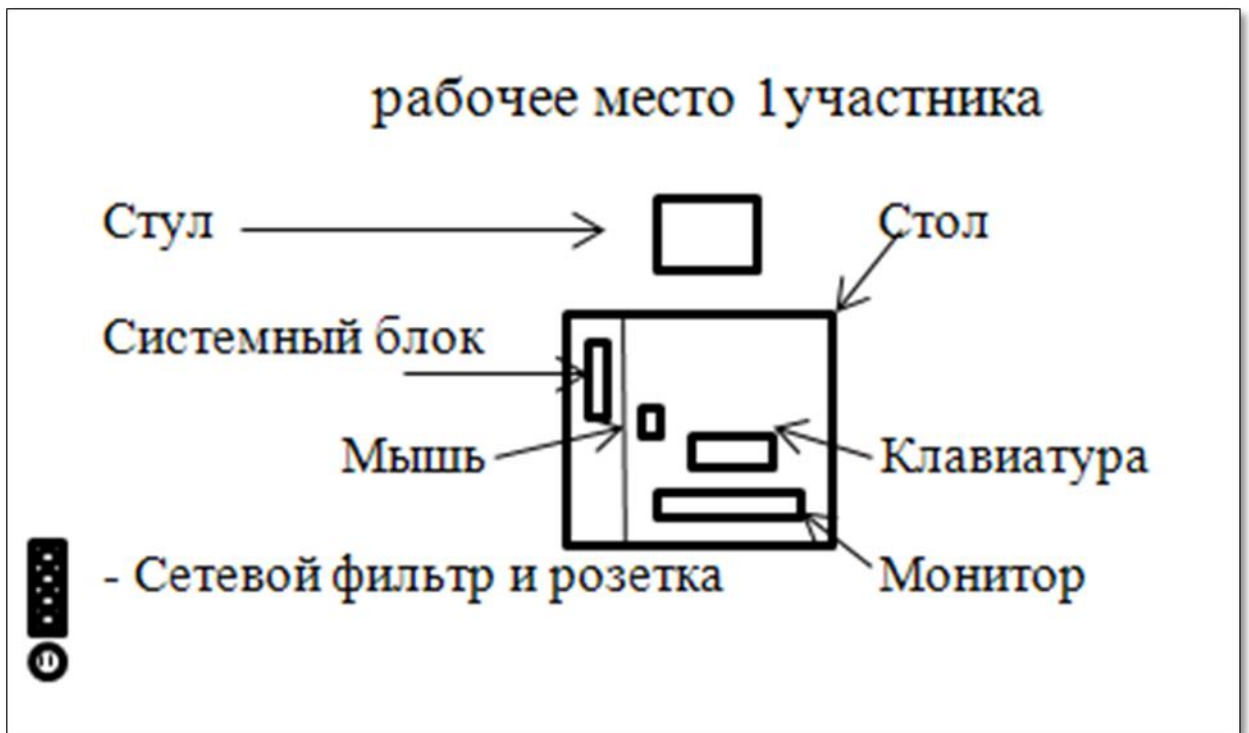 рабочее место 1участника
Стул
Стол
Системный блок
Мышь
Клавиатура
- Сетевой фильтр и розетка
Монитор